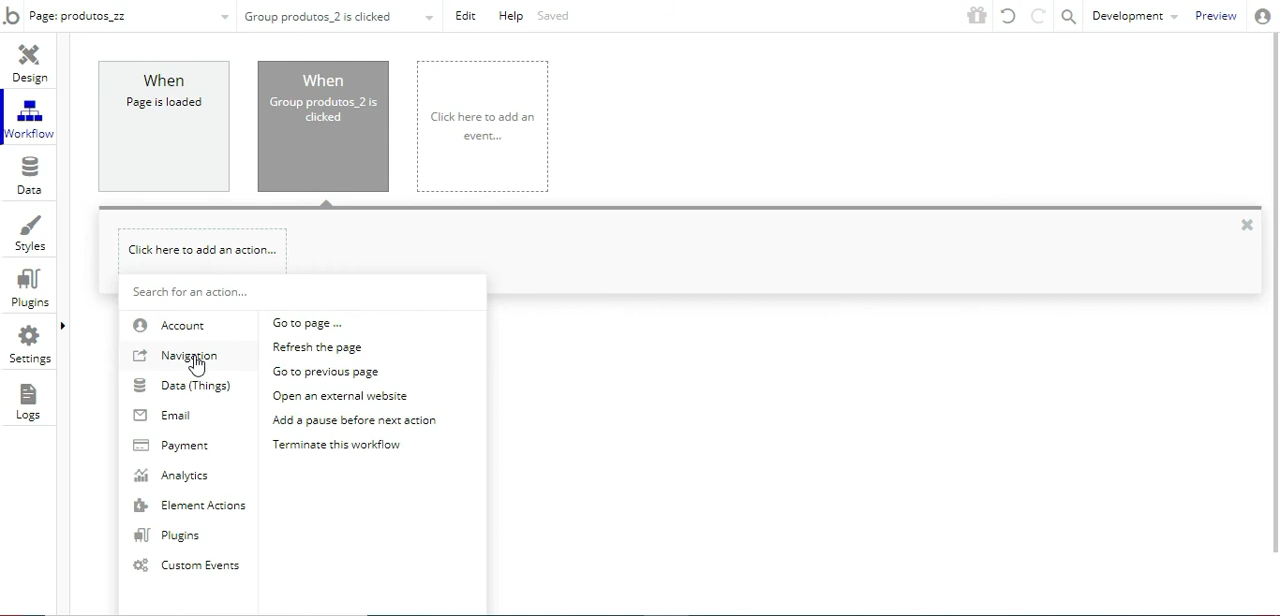 .b Page: produtos_zz Group produtos_2 is clicked Edit Help Saved Development Preview
Design
Workflow
Data
Styles
Plugins
Settings
Logs
When
Page is loaded
When
Group produtos_2 is
clicked
Click here to add an
event...
Click here to add an action...
Search for an action...
Account
Navigation
Data (Things)
Email
Payment
Analytics
Element Actions
Plugins
Custom Events
Go to page ...
Refresh the page
Go to previous page
Open an external website
Add a pause before next action
Terminate this workflow